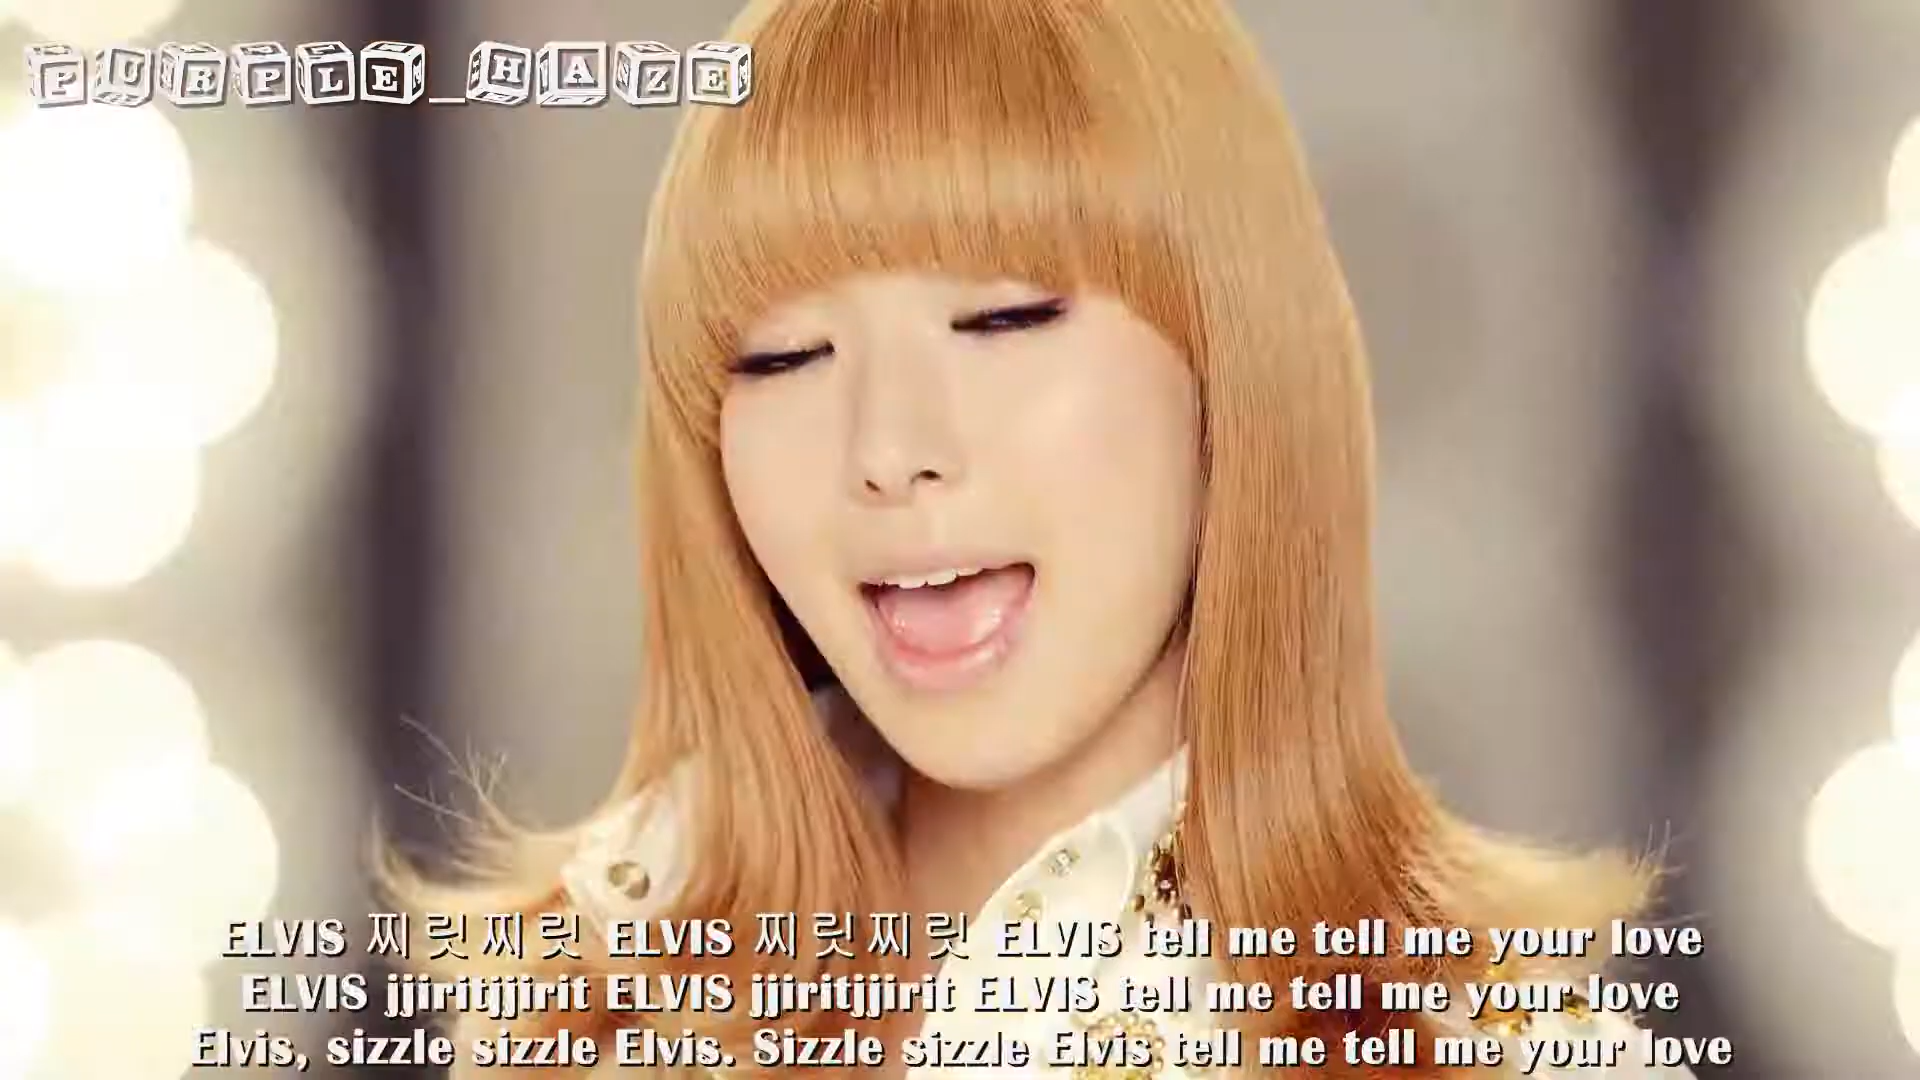 PURPLE_HAZE
ELVIS 찌릿찌릿 ELVIS 찌릿찌릿 ELVIS tell me tell me your love
ELVIS jjiritjjirit ELVIS jjiritjjirit ELVIS tell me tell me your love
Elvis, sizzle sizzle Elvis. Sizzle sizzle Elvis tell me tell me your love